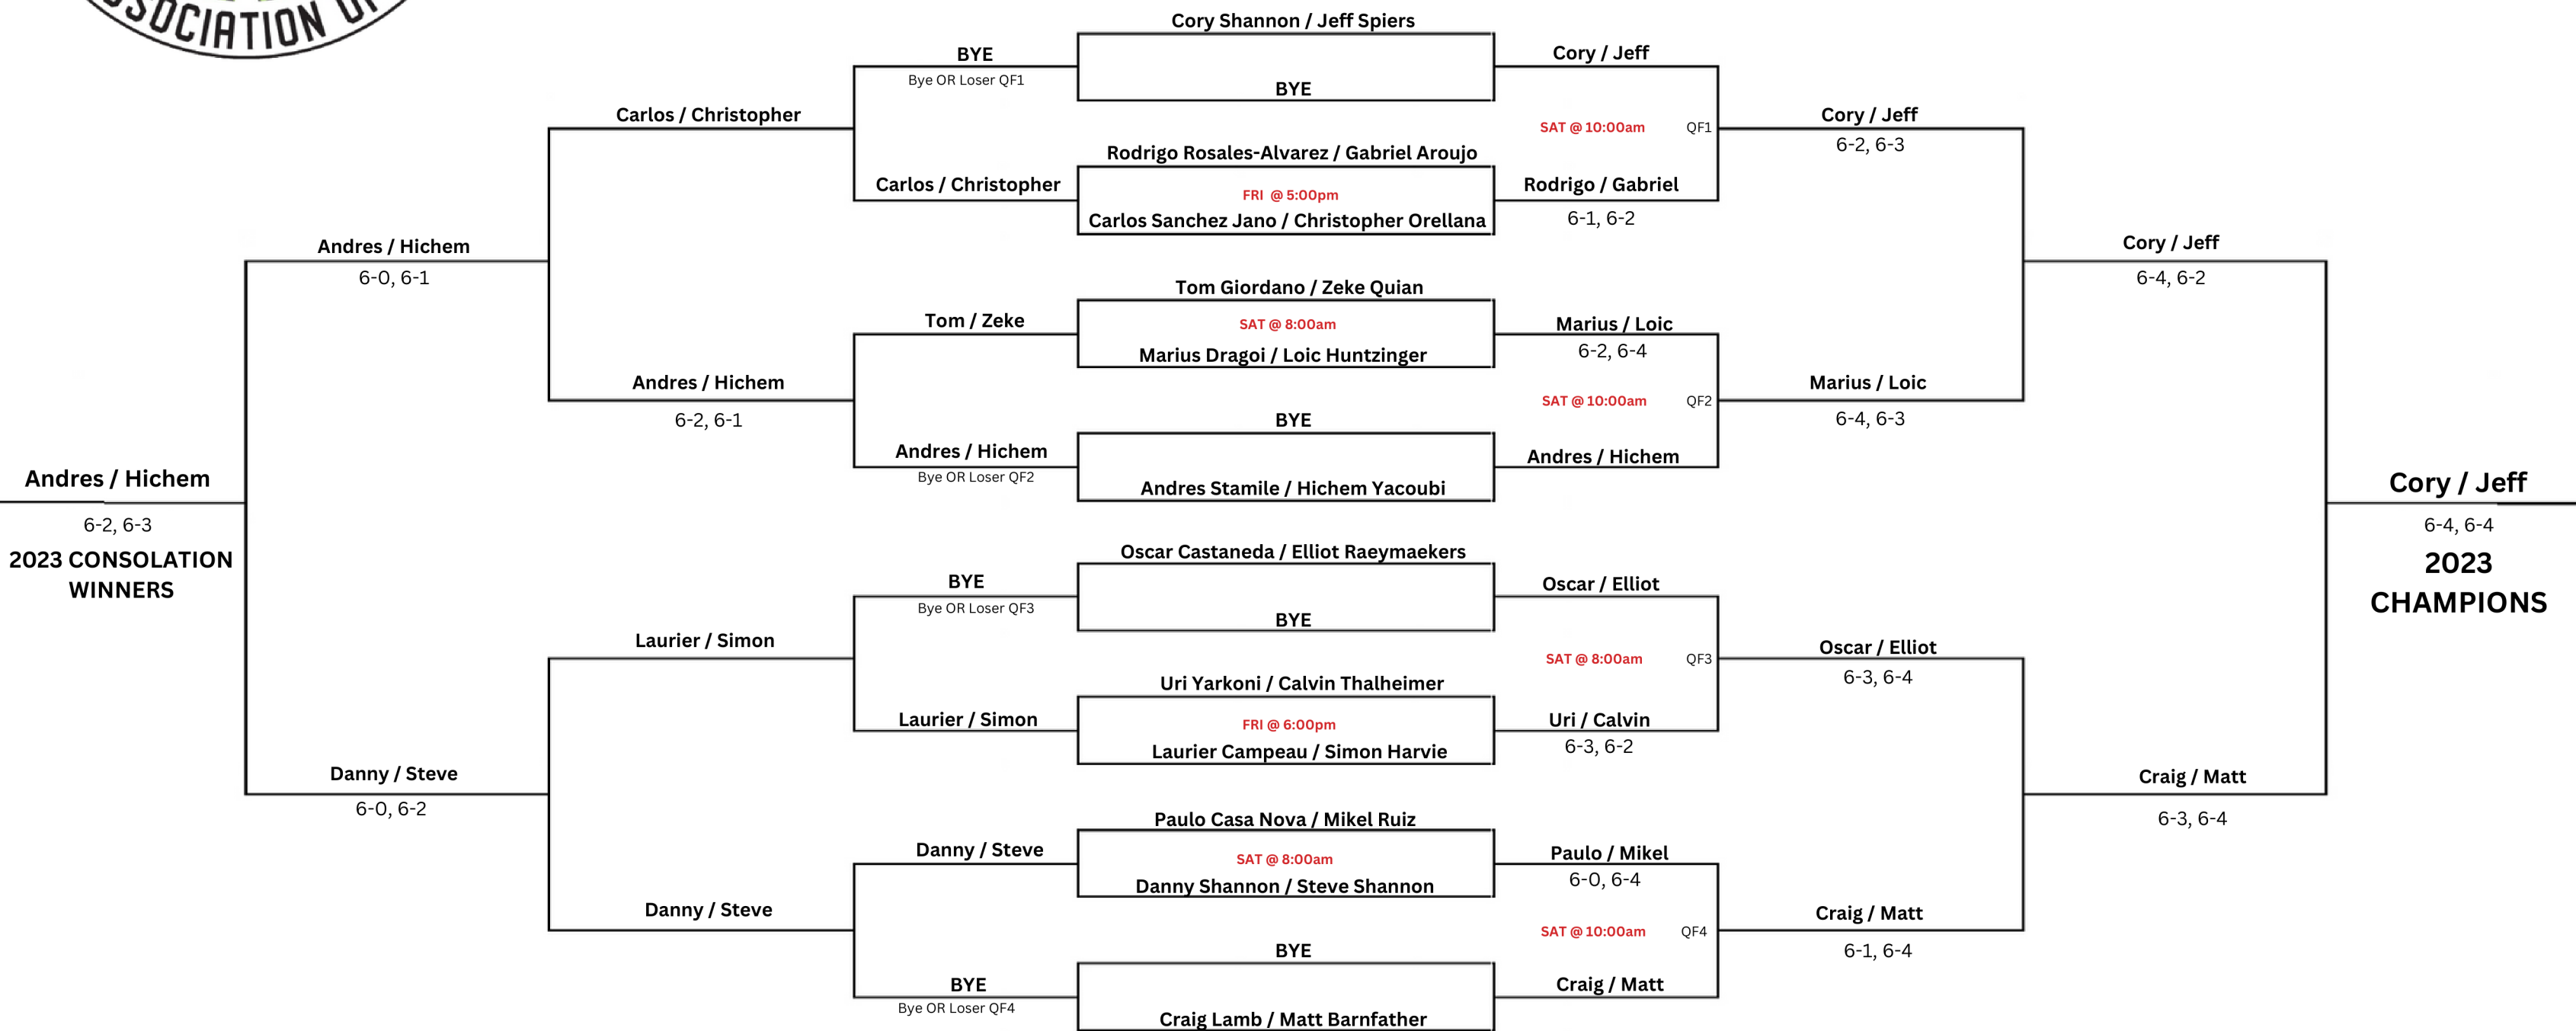 SOCIATION OF
Cory Shannon / Jeff Spiers
BYE
Cory / Jeff
Bye OR Loser QF1
BYE
Carlos / Christopher
Cory / Jeff
SAT @ 10:00am
QF1
6-2, 6-3
Rodrigo Rosales-Alvarez / Gabriel Aroujo
Carlos / Christopher
FRI @ 5:00pm
Rodrigo / Gabriel
Carlos Sanchez Jano / Christopher Orellana
6-1, 6-2
Andres / Hichem
6-0, 6-1
Cory / Jeff
6-4, 6-2
Tom Giordano / Zeke Quian
Tom / Zeke
SAT @ 8:00am
Marius / Loic
Marius Dragoi / Loic Huntzinger
6-2, 6-4
Andres / Hichem
6-2, 6-1
SAT @ 10:00am
QF2
Marius / Loic
6-4, 6-3
BYE
Andres / Hichem
Bye OR Loser QF2
Andres / Hichem
Andres Stamile / Hichem Yacoubi
Andres / Hichem
6-2, 6-3
2023 CONSOLATION
WINNERS
Cory / Jeff
6-4, 6-4
2023
CHAMPIONS
Oscar Castaneda / Elliot Raeymaekers
BYE
Bye OR Loser QF3
Oscar / Elliot
BYE
Laurier / Simon
SAT @ 8:00am
QF3
Oscar / Elliot
6-3, 6-4
Uri Yarkoni / Calvin Thalheimer
Laurier / Simon
FRI @ 6:00pm
Uri / Calvin
Laurier Campeau / Simon Harvie
6-3, 6-2
Danny / Steve
6-0, 6-2
Craig / Matt
6-3, 6-4
Paulo Casa Nova / Mikel Ruiz
Danny / Steve
SAT @ 8:00am
Paulo / Mikel
Danny Shannon / Steve Shannon
6-0, 6-4
Danny / Steve
SAT @ 10:00am
QF4
Craig / Matt
6-1, 6-4
BYE
BYE
Bye OR Loser QF4
Craig / Matt
Craig Lamb / Matt Barnfather